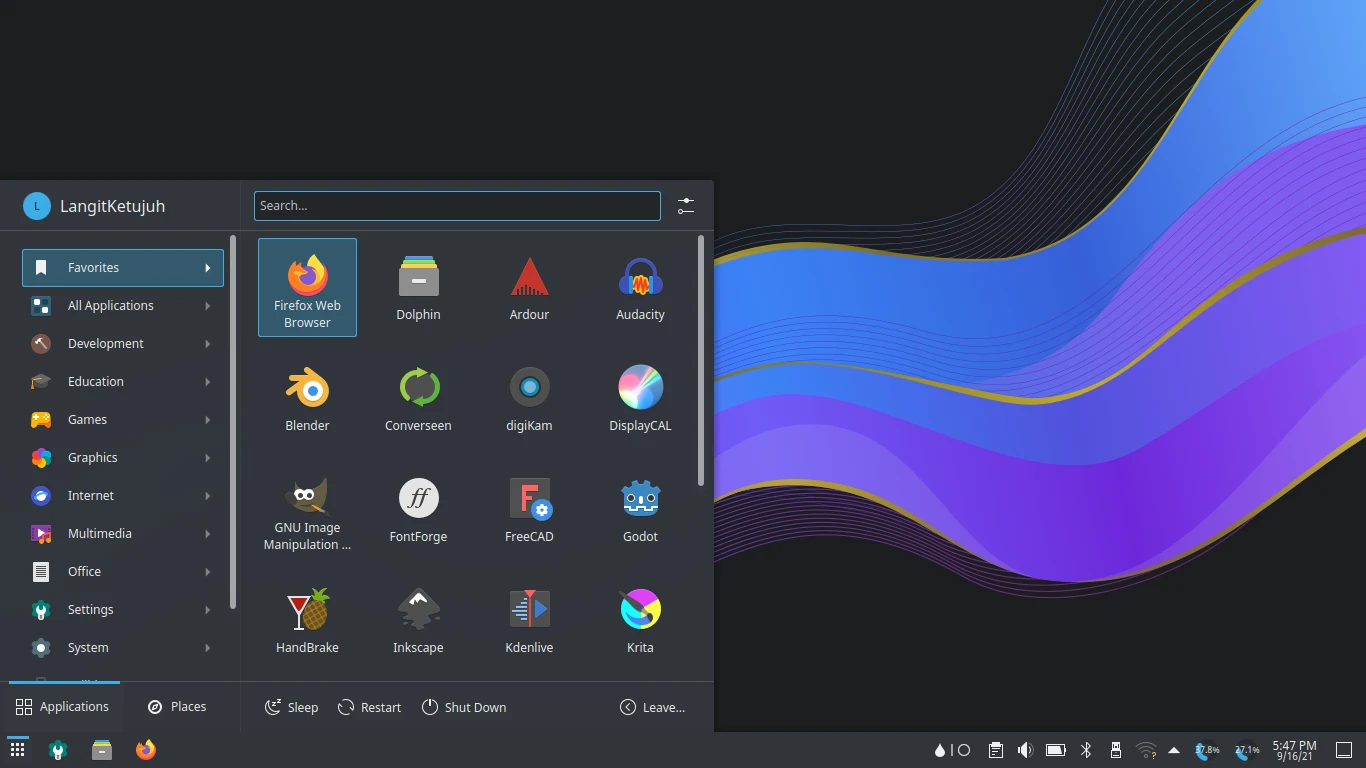 L
LangitKetujuh
Search...
Favorites
All Applications
Development
Education
Games
Graphics
Internet
Multimedia
Office
Settings
System
Firefox Web
Browser
Dolphin
Ardour
Audacity
Blender
Converseen
digiKam
DisplayCAL
GNU Image
Manipulation ...
FontForge
FreeCAD
Godot
HandBrake
Inkscape
Kdenlive
Krita
Applications
Places
Sleep
Restart
Shut Down
Leave...
37.8%
27.1%
5:47 PM
9/16/21